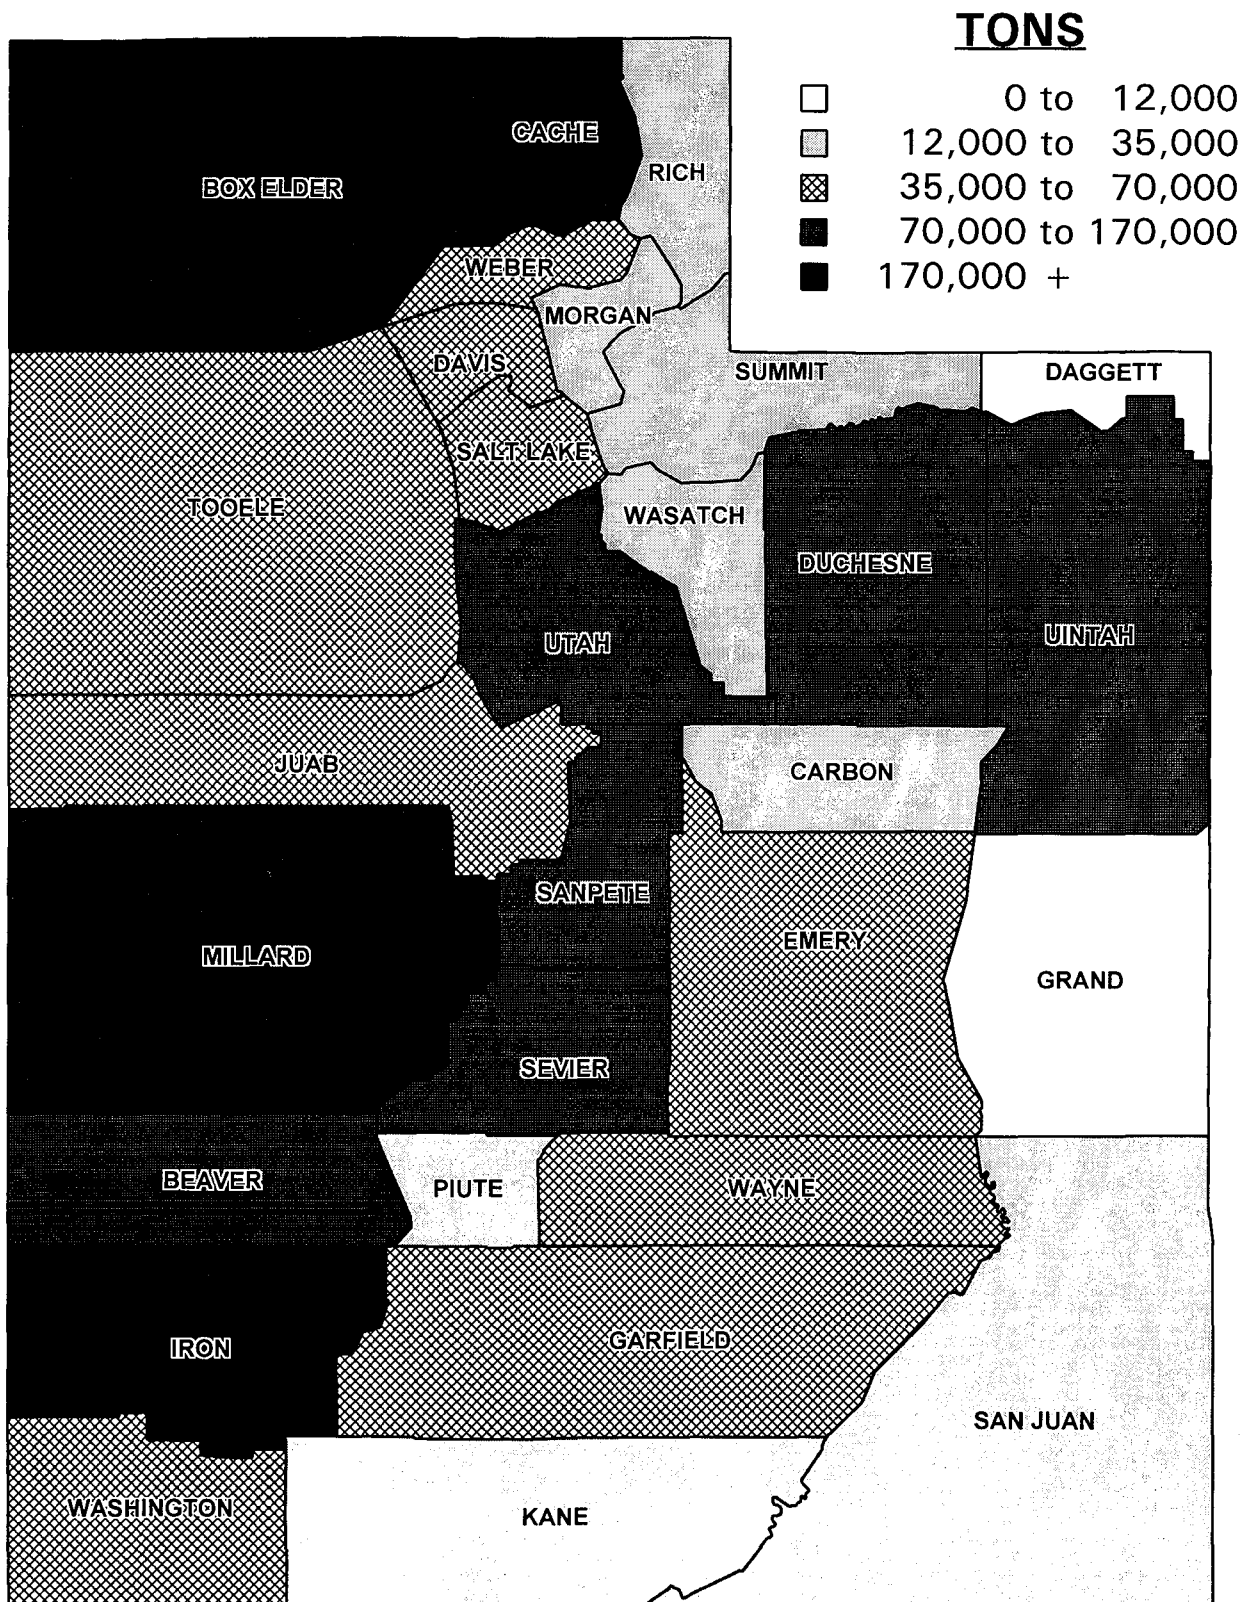 TONS
0 to 12,000
12,000 to 35,000
35,000 to 70,000
70,000 to 170,000
170,000 +
CACHE
RICH
BOX ELDER
WEBER
MORGAN
DAVIS
SUMMIT
DAGGETT
SALT LAKE
TOOELE
WASATCH
DUCHESNE
UINTAH
UTAH
JUAB
CARBON
SANPETE
EMERY
MILLARD
GRAND
SEVIER
BEAVER
PIUTE
WAYNE
IRON
GARFIELD
SAN JUAN
WASHINGTON
KANE